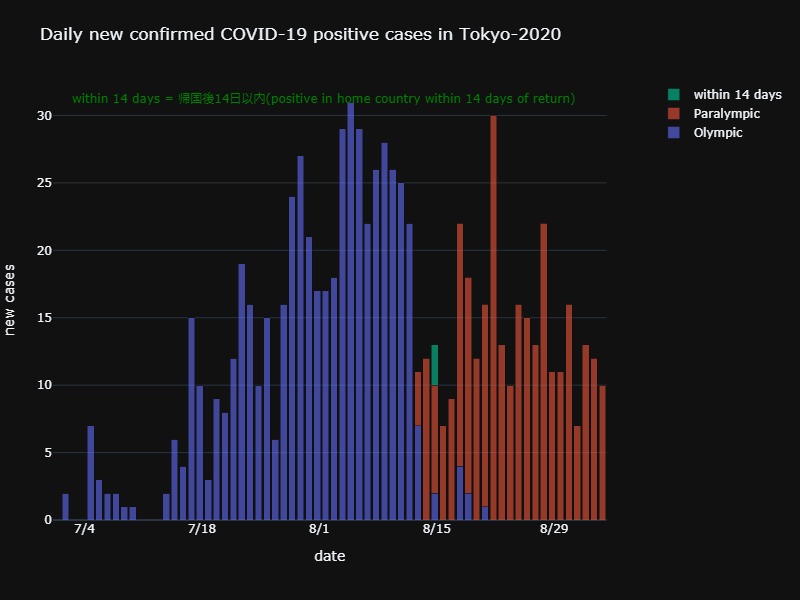 Daily new confirmed COVID-19 positive cases in Tokyo-2020
within 14 days = 帰国後14日以内(positive in home country within 14 days of return)
within 14 days
Paralympic
Olympic
30
25
20
15
10
5
0
new cases
7/4
7/18
8/1
8/15
8/29
date